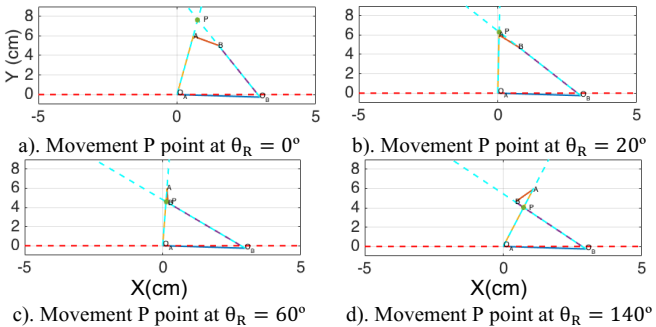 a).
8
P
A
B
6
4
2
0
O
A
O
B
Y (cm)
-5
0
5
a). Movement P point at θR = 0º
b).
8
P
A
B
6
4
2
0
O
A
O
B
-5
0
5
b). Movement P point at θR = 20º
c).
8
6
A
B
P
4
2
0
O
A
O
B
-5
0
5
X(cm)
c). Movement P point at θR = 60º
d).
8
6
A
B
P
4
2
0
O
A
O
B
-5
0
5
X(cm)
d). Movement P point at θR = 140º